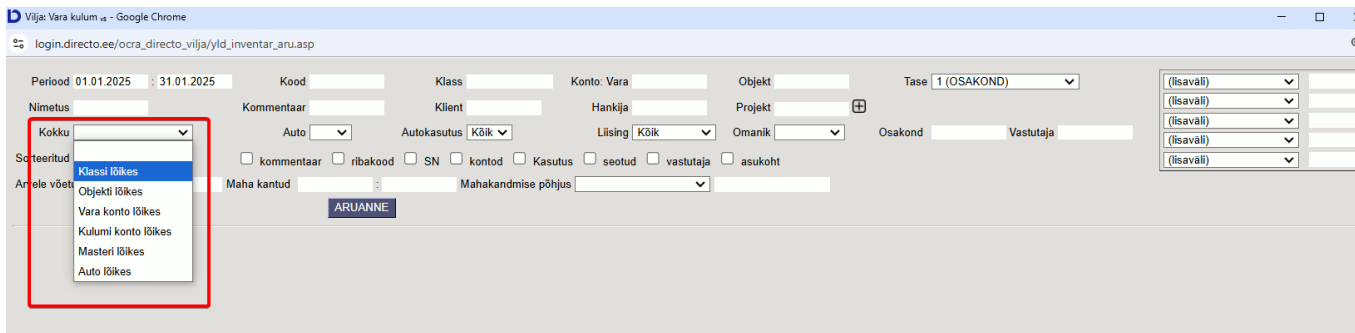 Vilja: Vara kulum vs - Google Chrome
login.directo.ee/ocra_directo_vilja/yld_inventar_aru.asp
Periood 01.01.2025 : 31.01.2025 Kood Klass Konto: Vara Objekt Tase 1 (OSAKOND) (lisaväli)
(lisaväli)
Nimetus Kommentaar Klient Hankija Projekt
(lisaväli)
Kokku Auto Autokasutus Kõik Liising Kõik Omanik Osakond Vastutaja
(lisaväli)
Sorteeritud kommentaar ribakood SN kontod Kasutus seotud vastutaja asukoht (lisaväli)
Klassi lõikes
Arvele võetu Maha kantud : Mahakandmise põhjus
Objekti lõikes
Vara konto lõikes ARUANNE
Kulumi konto lõikes
Masteri lõikes
Auto lõikes